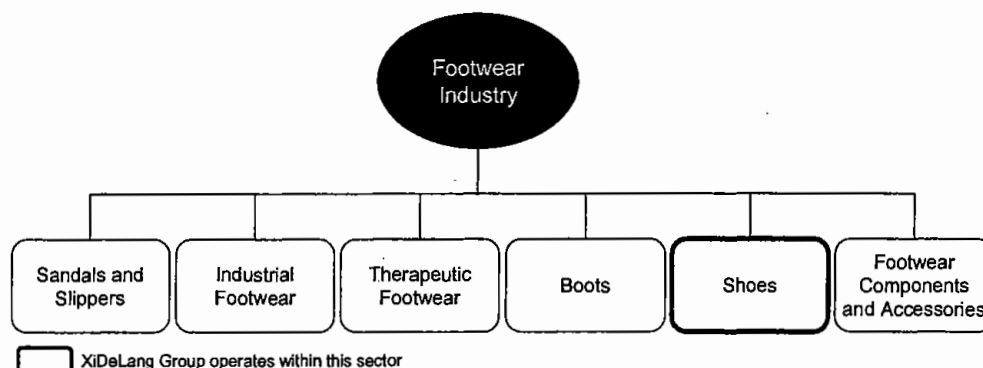 Footwear
Industry
Sandals and
Slippers
Industrial
Footwear
Therapeutic
Footwear
Boots
Shoes
Footwear
Components
and Accessories
XiDeLang Group operates within this sector